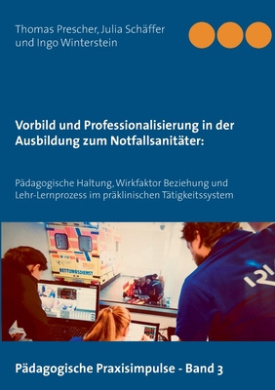 Thomas Prescher, Julia Schäffer
und Ingo Winterstein
Vorbild und Professionalisierung in der
Ausbildung zum Notfallsanitäter:
Pädagogische Haltung, Wirkfaktor Beziehung und
Lehr-Lernprozess im präklinischen Tätigkeitssystem
RETTUNGSDIENST
Pädagogische Praxisimpulse - Band 3